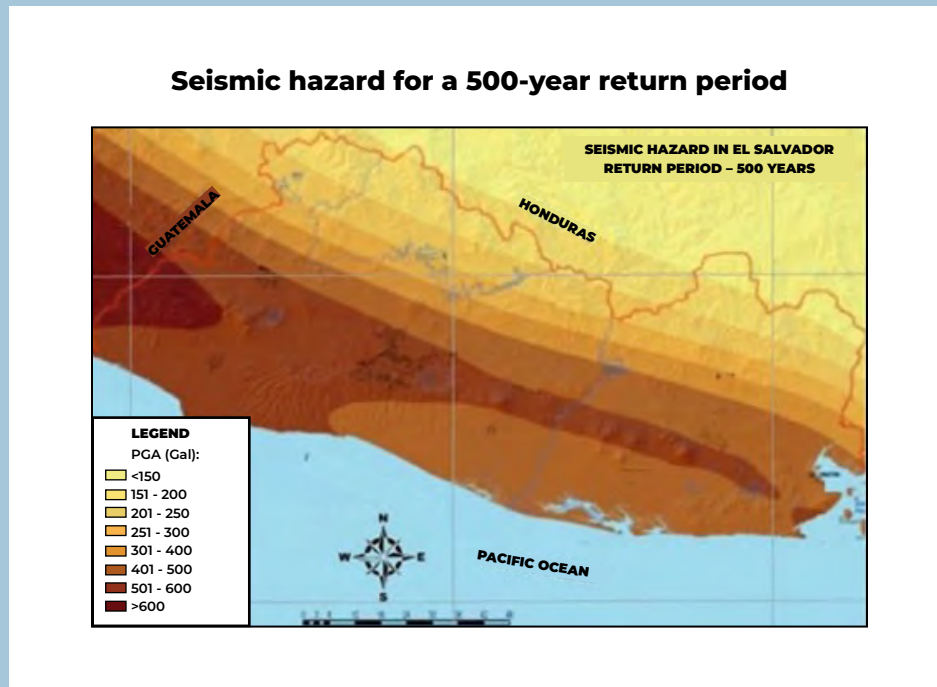 Seismic hazard for a 500-year return period
SEISMIC HAZARD IN EL SALVADOR
RETURN PERIOD – 500 YEARS
GUATEMALA
HONDURAS
LEGEND
PGA (Gal):
<150
151 - 200
201 - 250
251 - 300
301 - 400
401 - 500
501 - 600
>600
N
W
E
S
PACIFIC OCEAN